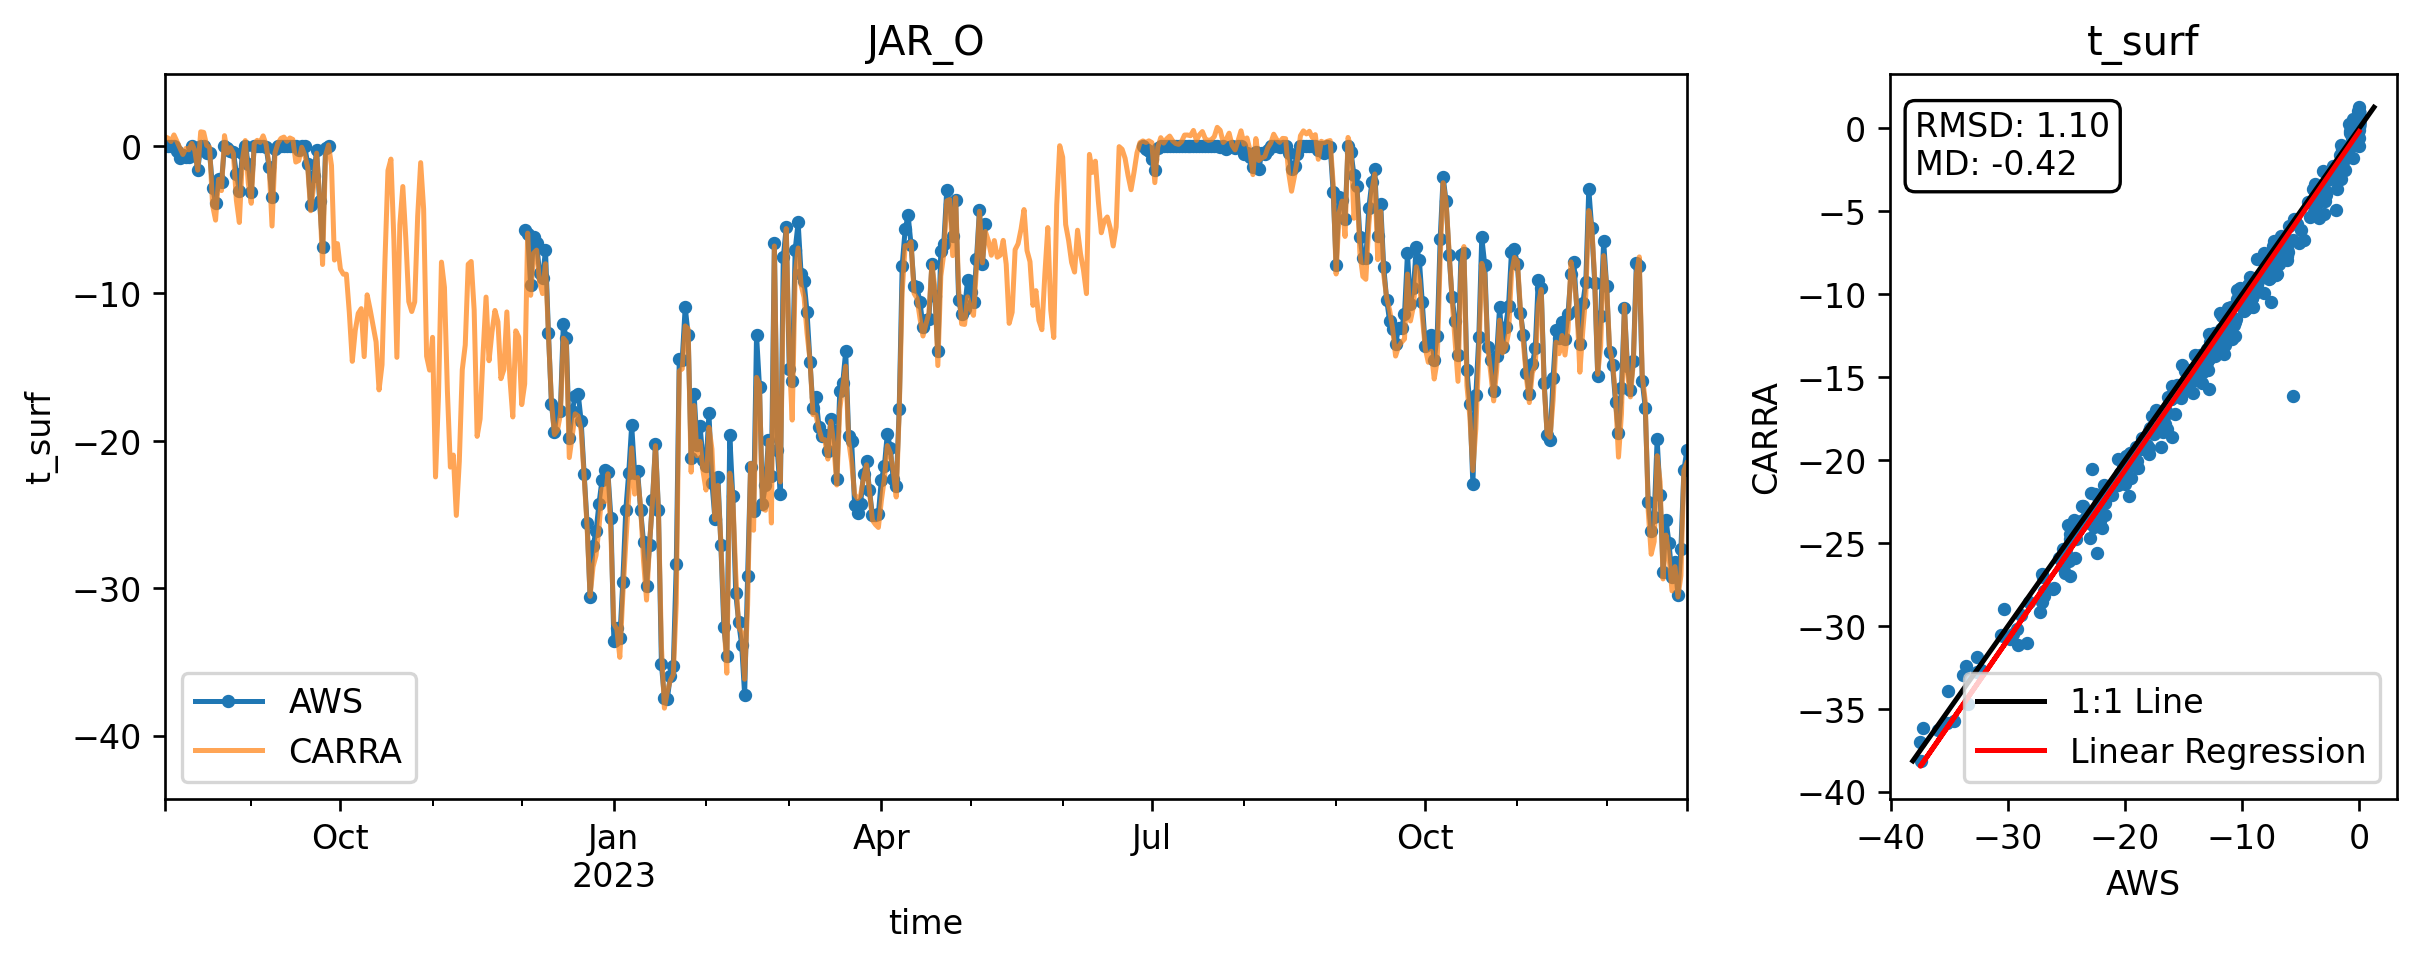 JAR_O
t_surf
0
−10
−20
−30
−40
t_surf
AWS
CARRA
Oct
Jan
2023
Apr
Jul
Oct
time
t_surf
RMSD: 1.10
MD: -0.42
0
−5
−10
−15
−20
−25
−30
−35
−40
CARRA
1:1 Line
Linear Regression
−40
−30
−20
−10
0
AWS